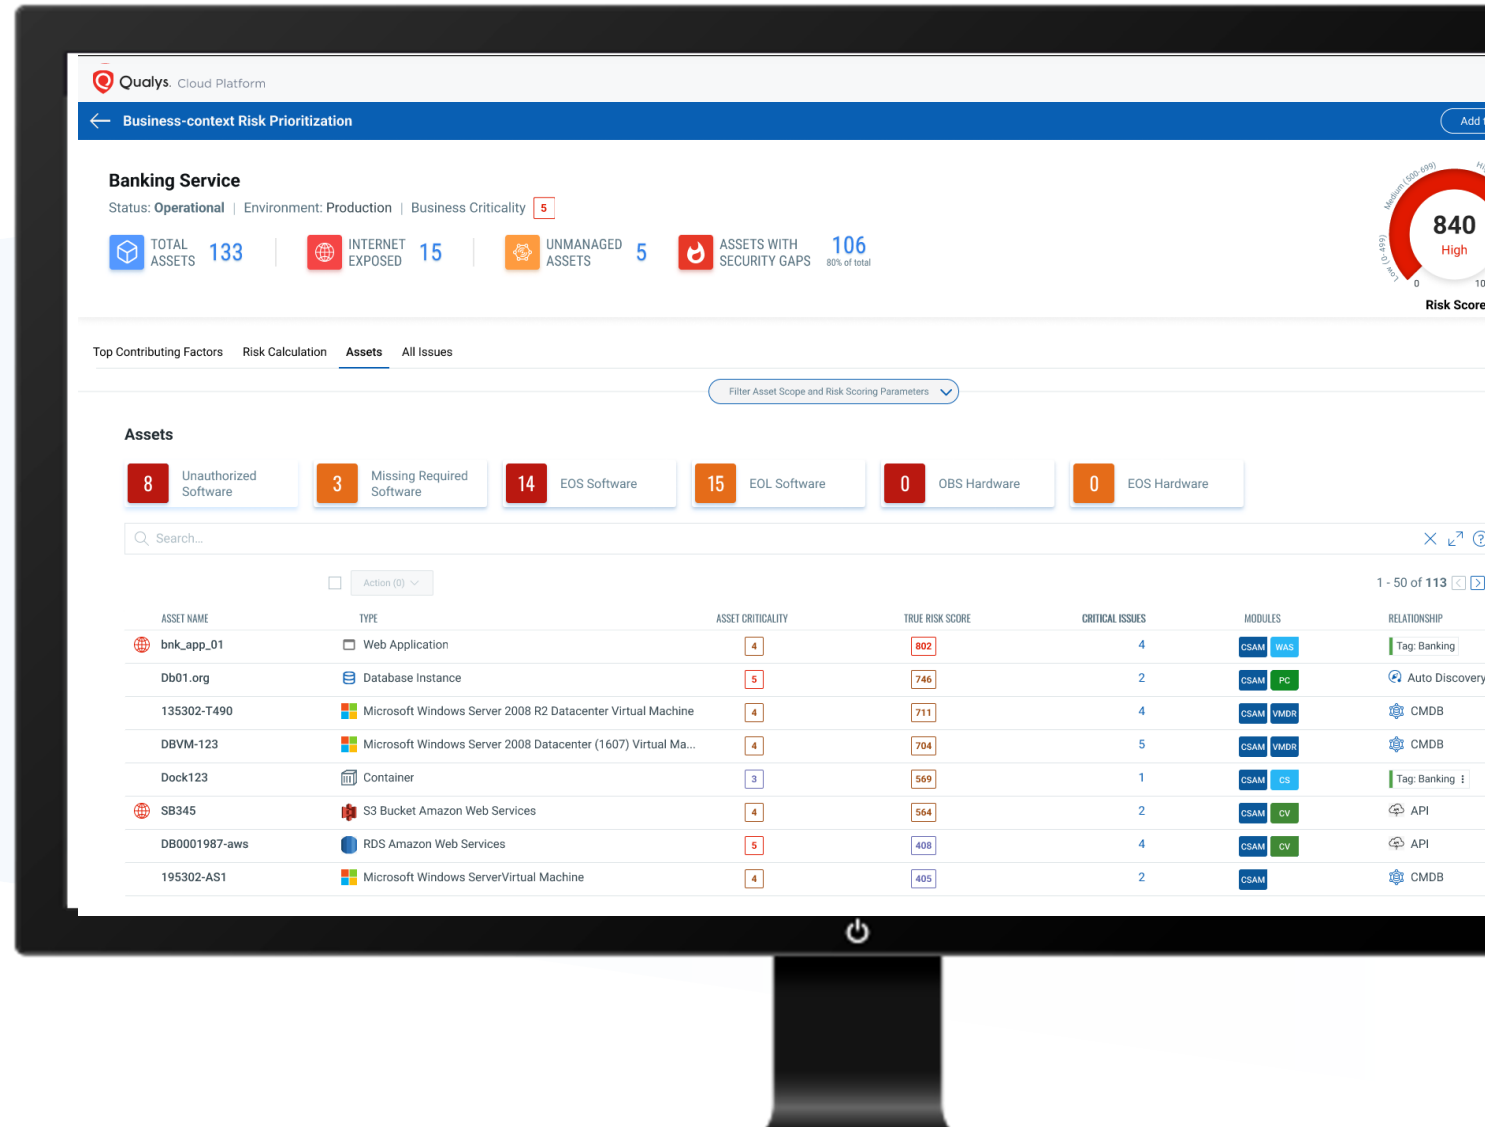 Qualys. Cloud Platform
Business-context Risk Prioritization
Add
Banking Service
Status: Operational | Environment: Production | Business Criticality 5
TOTAL ASSETS 133
INTERNET EXPOSED 15
UNMANAGED ASSETS 5
ASSETS WITH SECURITY GAPS 106
80% of total
Low (0-499)
Medium (500-699)
840
High
0
Risk Score
Top Contributing Factors Risk Calculation Assets All Issues
Filter Asset Scope and Risk Scoring Parameters
Assets
8 Unauthorized Software
3 Missing Required Software
14 EOS Software
15 EOL Software
0 OBS Hardware
0 EOS Hardware
Search...
Action (0)
1 - 50 of 113
ASSET NAME TYPE ASSET CRITICALITY TRUE RISK SCORE CRITICAL ISSUES MODULES RELATIONSHIP
bnk_app_01 Web Application 4 802 4 CSAM WAS Tag: Banking
Db01.org Database Instance 5 746 2 CSAM PC Auto Discovery
135302-T490 Microsoft Windows Server 2008 R2 Datacenter Virtual Machine 4 711 4 CSAM VMDR CMDB
DBVM-123 Microsoft Windows Server 2008 Datacenter (1607) Virtual Ma... 4 704 5 CSAM VMDR CMDB
Dock123 Container 3 569 1 CSAM CS Tag: Banking
SB345 S3 Bucket Amazon Web Services 4 564 2 CSAM CV API
DB0001987-aws RDS Amazon Web Services 5 408 4 CSAM CV API
195302-AS1 Microsoft Windows ServerVirtual Machine 4 405 2 CSAM CMDB